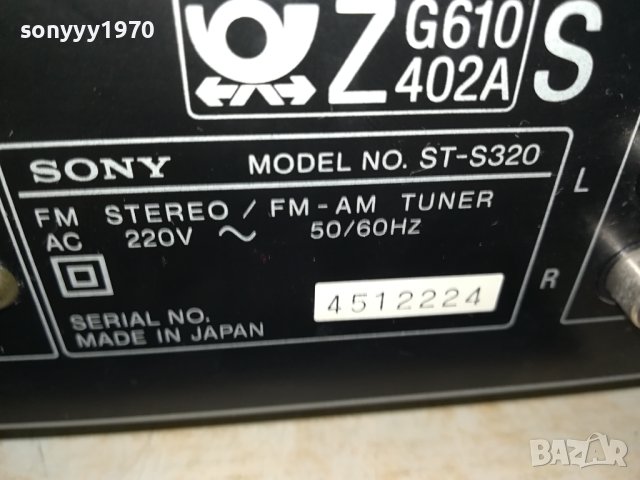 sonyyy1970
Z G610 402A S
SONY MODEL NO. ST-S320
FM STEREO / FM-AM TUNER
AC 220V ~ 50/60HZ
SERIAL NO. 4512224
MADE IN JAPAN
L
R
BAZAR